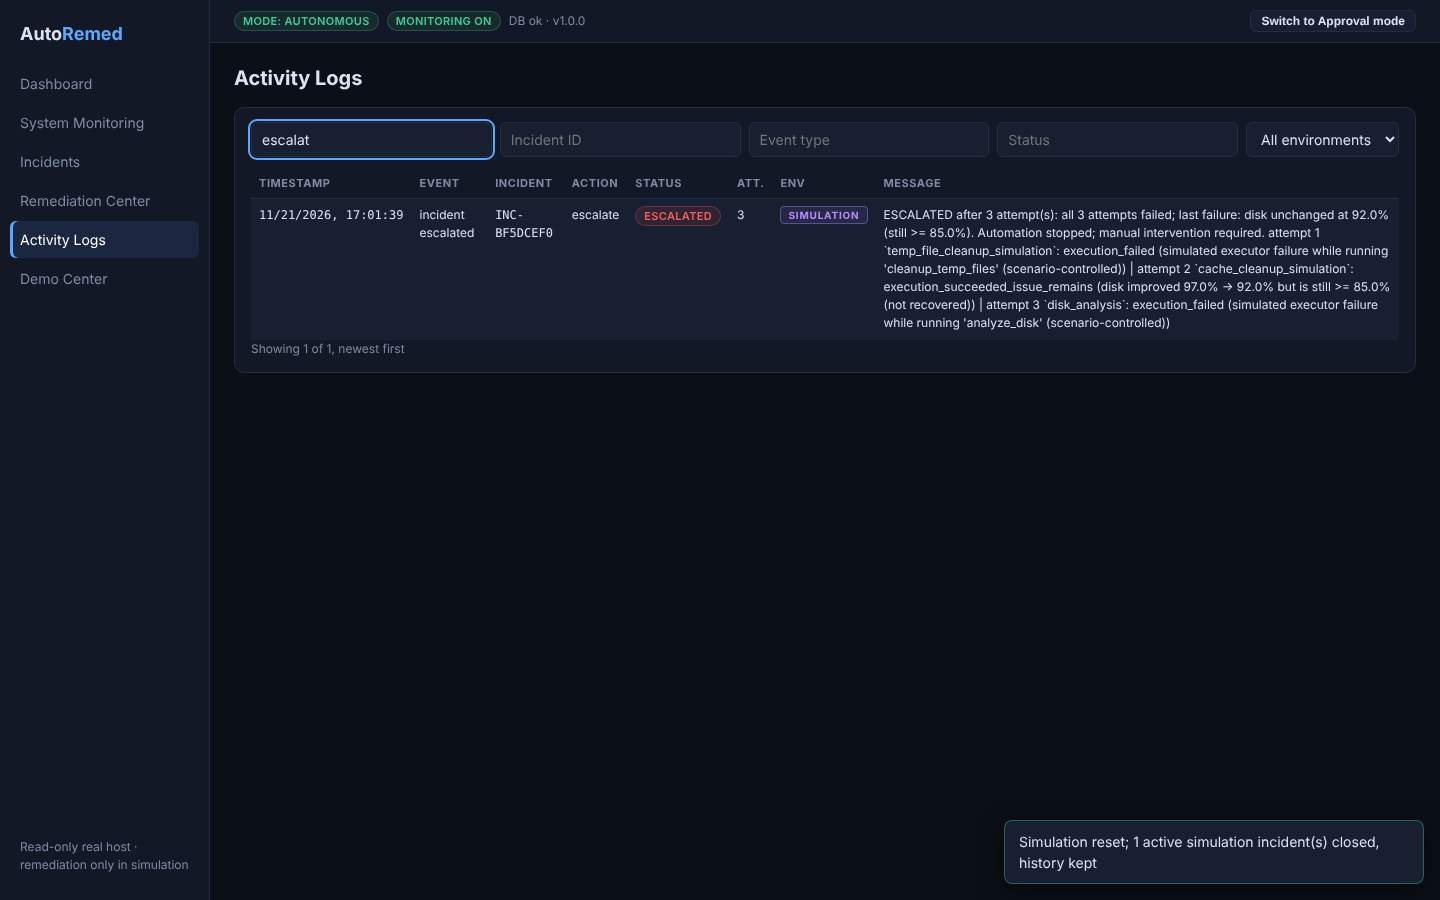 AutoRemed
MODE: AUTONOMOUS
MONITORING ON
DB ok · v1.0.0
Switch to Approval mode
Dashboard
System Monitoring
Incidents
Remediation Center
Activity Logs
Demo Center
Read-only real host ·
remediation only in simulation
Activity Logs
escalat
Incident ID
Event type
Status
All environments
TIMESTAMP
EVENT
INCIDENT
ACTION
STATUS
ATT.
ENV
MESSAGE
11/21/2026, 17:01:39
incident
escalated
INC-
BF5DCEF0
escalate
ESCALATED
3
SIMULATION
ESCALATED after 3 attempt(s): all 3 attempts failed; last failure: disk unchanged at 92.0%
(still >= 85.0%). Automation stopped; manual intervention required. attempt 1
`temp_file_cleanup_simulation`: execution_failed (simulated executor failure while running
'cleanup_temp_files' (scenario-controlled)) | attempt 2 `cache_cleanup_simulation`:
execution_succeeded_issue_remains (disk improved 97.0% → 92.0% but is still >= 85.0%
(not recovered)) | attempt 3 `disk_analysis`: execution_failed (simulated executor failure
while running 'analyze_disk' (scenario-controlled))
Showing 1 of 1, newest first
Simulation reset; 1 active simulation incident(s) closed,
history kept